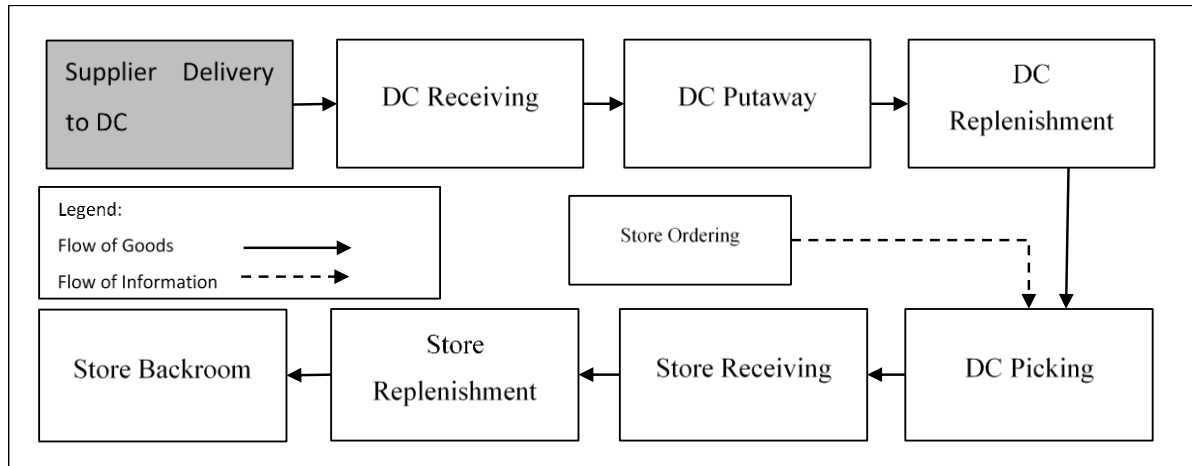 Supplier Delivery
to DC
DC Receiving
DC Putaway
DC
Replenishment
Legend:
Flow of Goods
Flow of Information
Store Ordering
Store Backroom
Store
Replenishment
Store Receiving
DC Picking